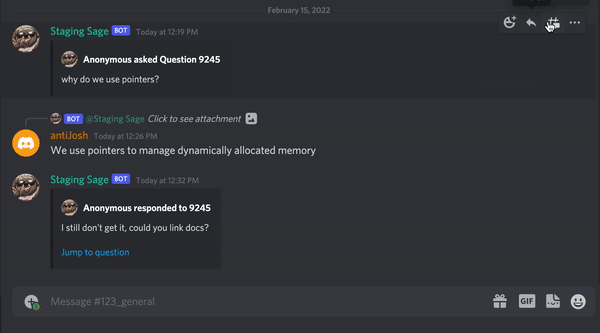 February 15, 2022
Staging Sage BOT Today at 12:19 PM
Anonymous asked Question 9245
why do we use pointers?
BOT @Staging Sage Click to see attachment
antiJosh Today at 12:26 PM
We use pointers to manage dynamically allocated memory
Staging Sage BOT Today at 12:32 PM
Anonymous responded to 9245
I still don't get it, could you link docs?
Jump to question
Message #123_general
GIF